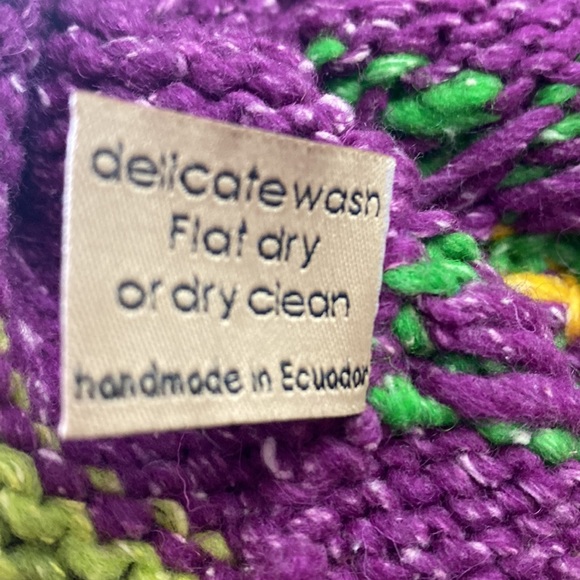 delicate wash
Flat dry
or dry clean
handmade in Ecuador